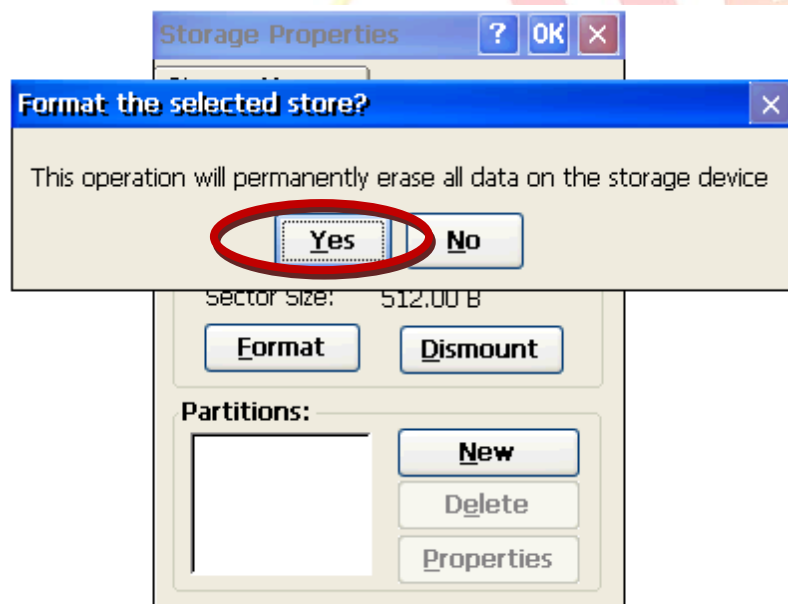 Storage Properties ? OK ×
Format the selected store? ×
This operation will permanently erase all data on the storage device
Yes No
Sector Size: 512.00 B
Format Dismount
Partitions:
New
Delete
Properties